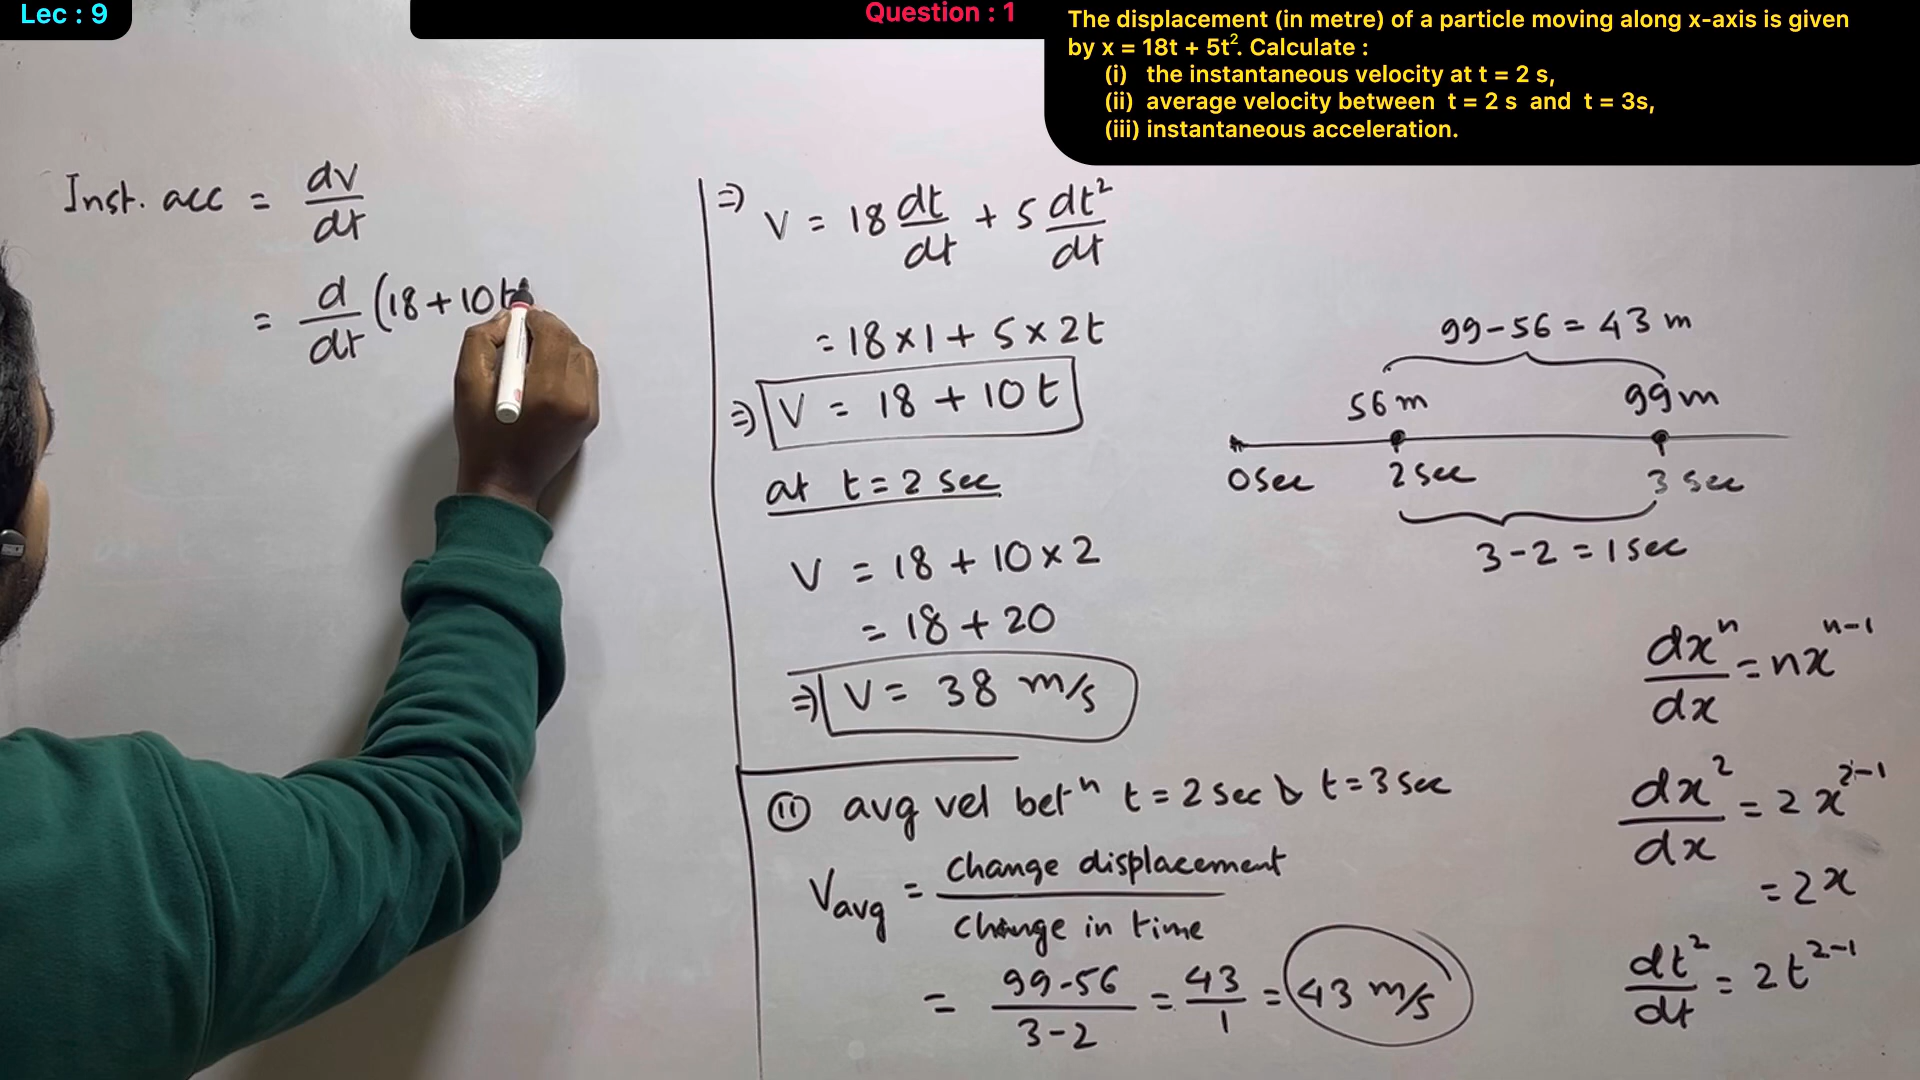 Lec : 9
Question : 1
The displacement (in metre) of a particle moving along x-axis is given
by x = 18t + 5t². Calculate :
(i) the instantaneous velocity at t = 2 s,
(ii) average velocity between t = 2 s and t = 3s,
(iii) instantaneous acceleration.
Inst. acc = dv/dt
= d/dt (18 + 10t
⇒ V = 18 dt/dt + 5 dt²/dt
= 18 × 1 + 5 × 2t
⇒ V = 18 + 10t
at t = 2 sec
V = 18 + 10 × 2
= 18 + 20
⇒ V = 38 m/s
(ii) avg vel betⁿ t = 2 sec & t = 3 sec
Vavg = change displacement / change in time
= 99-56 / 3-2 = 43/1 = 43 m/s
99-56 = 43 m
56 m 99 m
0 sec 2 sec 3 sec
3-2 = 1 sec
dxⁿ/dx = nxⁿ⁻¹
dx²/dx = 2x²⁻¹
= 2x
dt²/dt = 2t²⁻¹